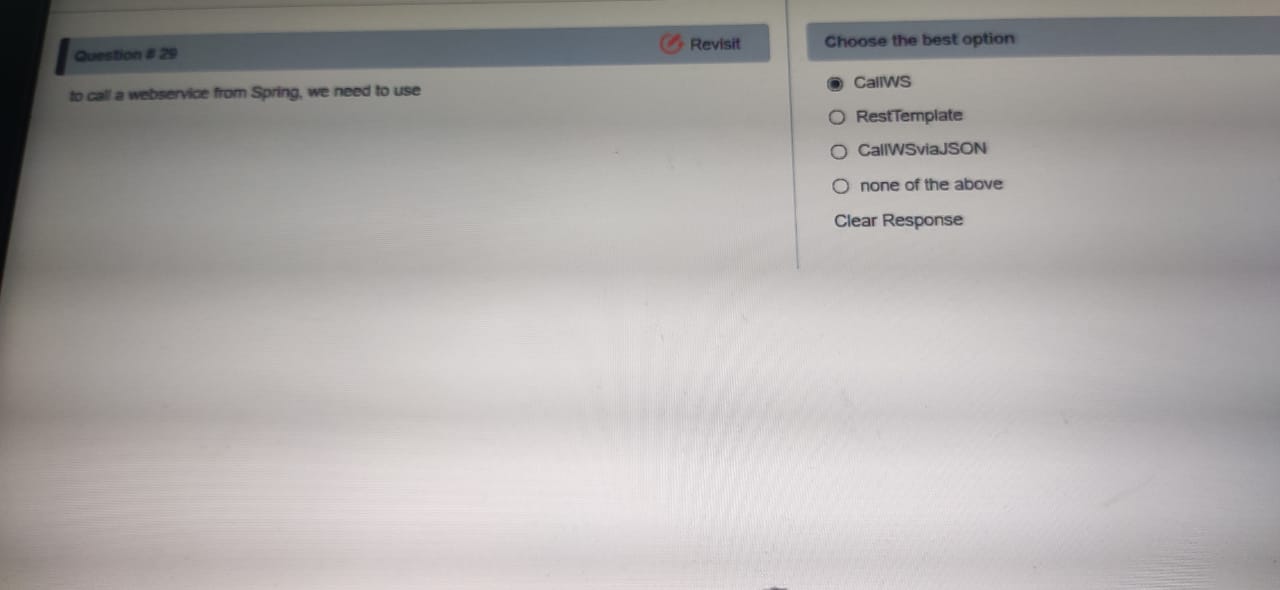 Question # 29
Revisit
to call a webservice from Spring, we need to use
Choose the best option
CallWS
RestTemplate
CallWSviaJSON
none of the above
Clear Response